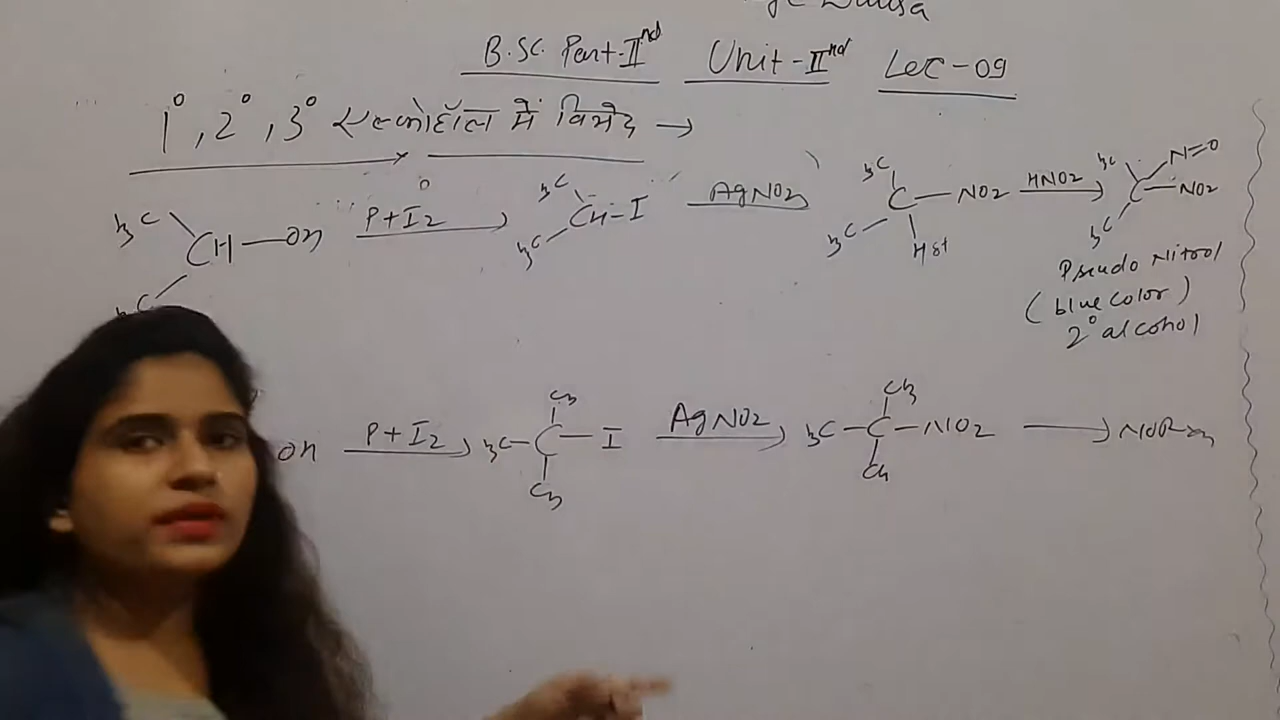 B.Sc. Part-IInd Unit-IInd Lec-09
1°, 2°, 3° एल्कोहॉल में विभेद →
H3C H3C CH—OH P+I2 → H3C H3C CH-I AgNO2 H3C H3C C—NO2 H HNO2 → H3C H3C C N=O NO2
Pseudo Nitrol
(blue color)
2° alcohol
OH P+I2 → H3C-C-I CH3 CH3 AgNO2 → H3C-C-NO2 CH3 CH3 →